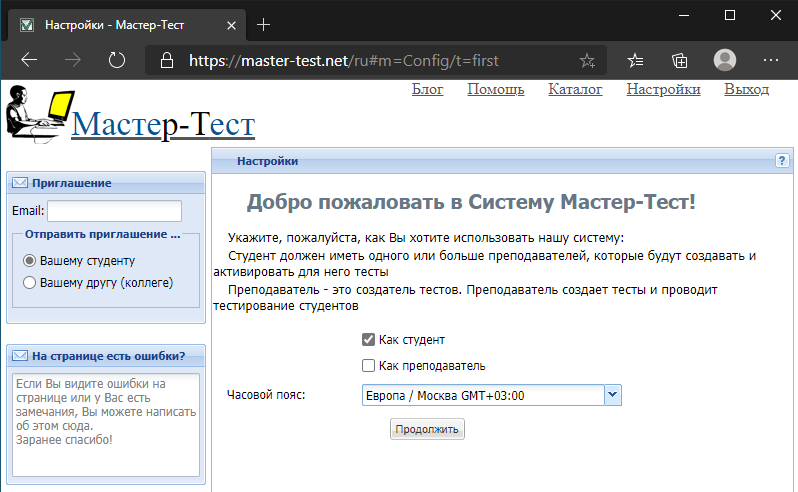 Настройки - Мастер-Тест
https://master-test.net/ru#m=Config/t=first
Блог Помощь Каталог Настройки Выход
Мастер-Тест
Настройки
?
Приглашение
Email:
Отправить приглашение ...
Вашему студенту
Вашему другу (коллеге)
На странице есть ошибки?
Если Вы видите ошибки на
странице или у Вас есть
замечания, Вы можете написать
об этом сюда.
Заранее спасибо!
Добро пожаловать в Систему Мастер-Тест!
Укажите, пожалуйста, как Вы хотите использовать нашу систему:
Студент должен иметь одного или больше преподавателей, которые будут создавать и
активировать для него тесты
Преподаватель - это создатель тестов. Преподаватель создает тесты и проводит
тестирование студентов
Как студент
Как преподаватель
Часовой пояс: Европа / Москва GMT+03:00
Продолжить